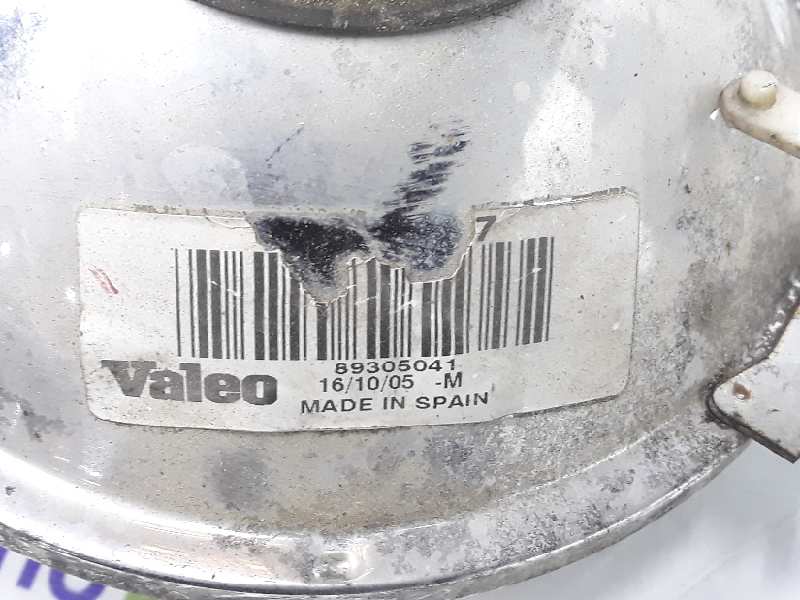 7
89305041
Valeo
16/10/05 -M
MADE IN SPAIN